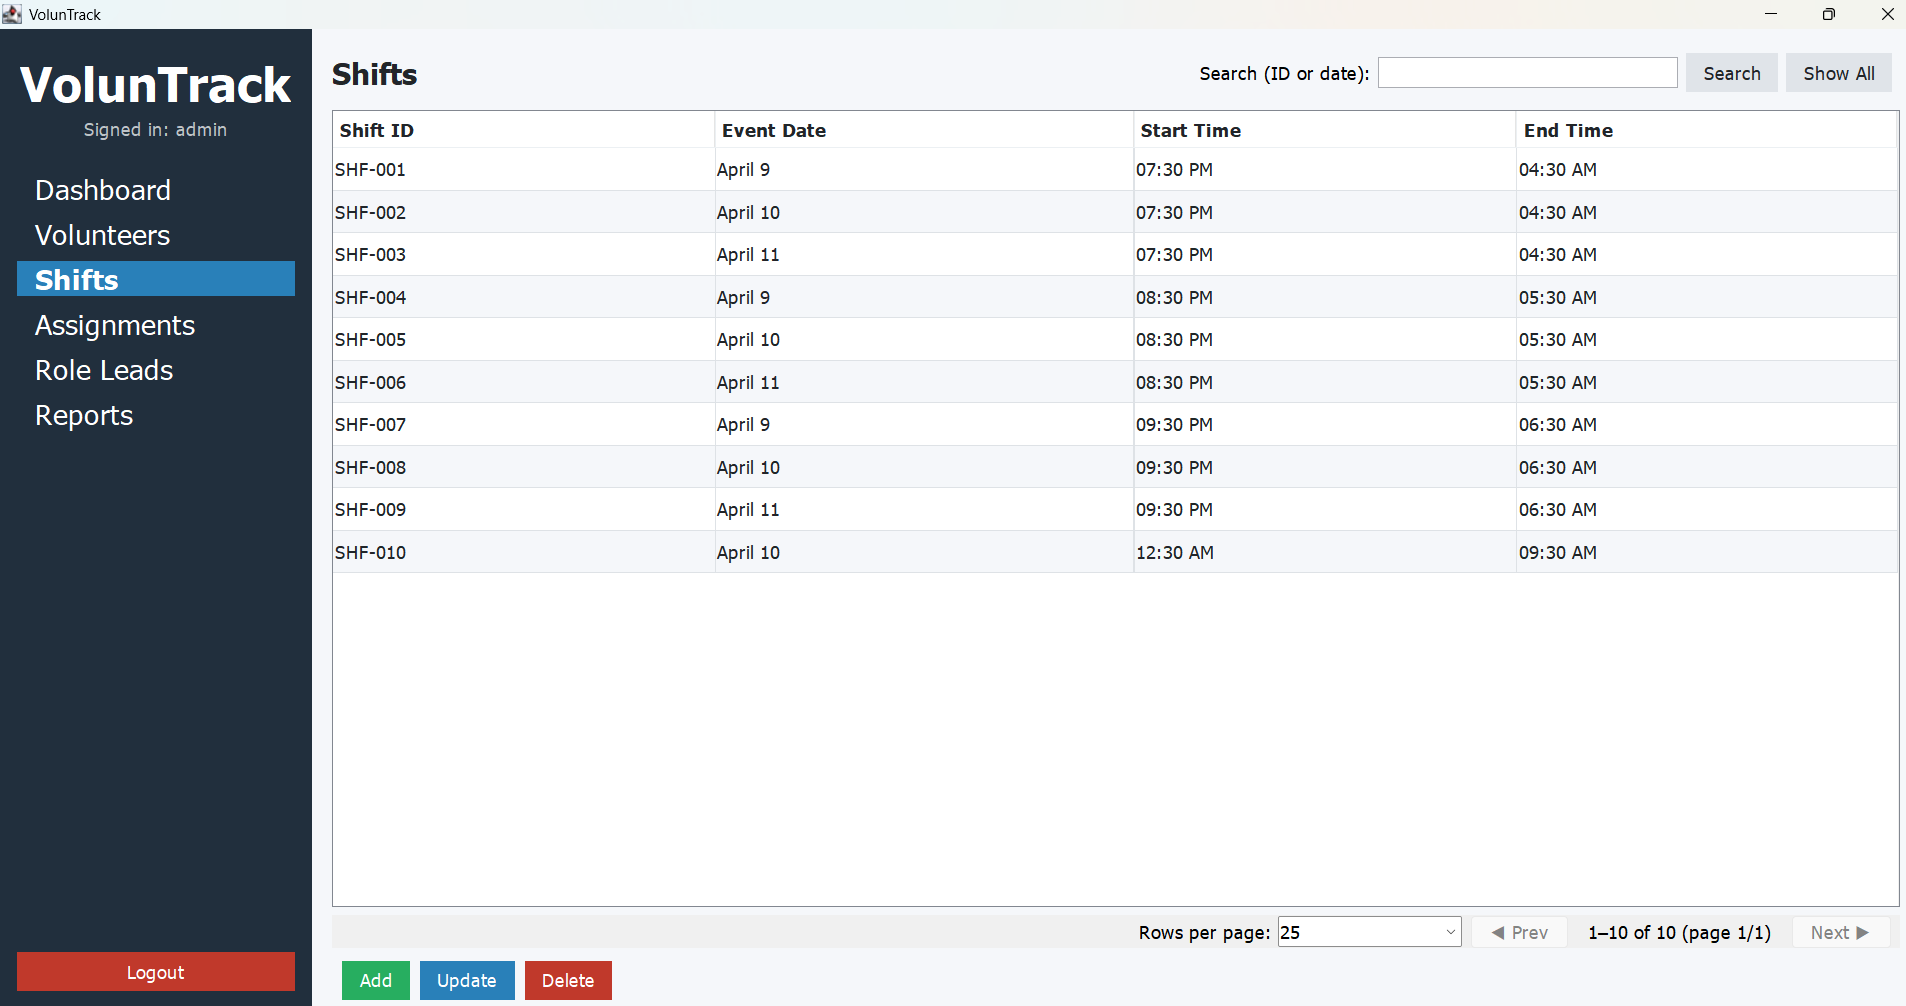 VolunTrack
VolunTrack
Signed in: admin
Dashboard
Volunteers
Shifts
Assignments
Role Leads
Reports
Logout
Shifts
Search (ID or date): Search Show All
Shift ID Event Date Start Time End Time
SHF-001 April 9 07:30 PM 04:30 AM
SHF-002 April 10 07:30 PM 04:30 AM
SHF-003 April 11 07:30 PM 04:30 AM
SHF-004 April 9 08:30 PM 05:30 AM
SHF-005 April 10 08:30 PM 05:30 AM
SHF-006 April 11 08:30 PM 05:30 AM
SHF-007 April 9 09:30 PM 06:30 AM
SHF-008 April 10 09:30 PM 06:30 AM
SHF-009 April 11 09:30 PM 06:30 AM
SHF-010 April 10 12:30 AM 09:30 AM
Rows per page: 25 ◀ Prev 1–10 of 10 (page 1/1) Next ▶
Add Update Delete